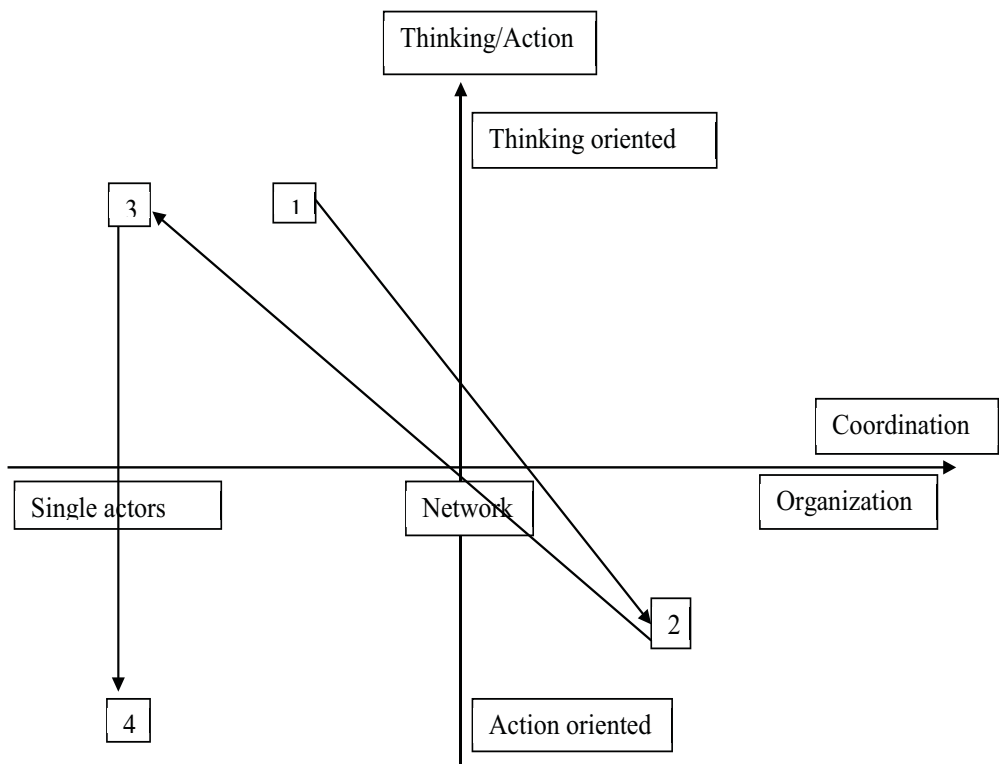 Thinking/Action
Thinking oriented
3
1
Coordination
Single actors
Network
Organization
2
4
Action oriented